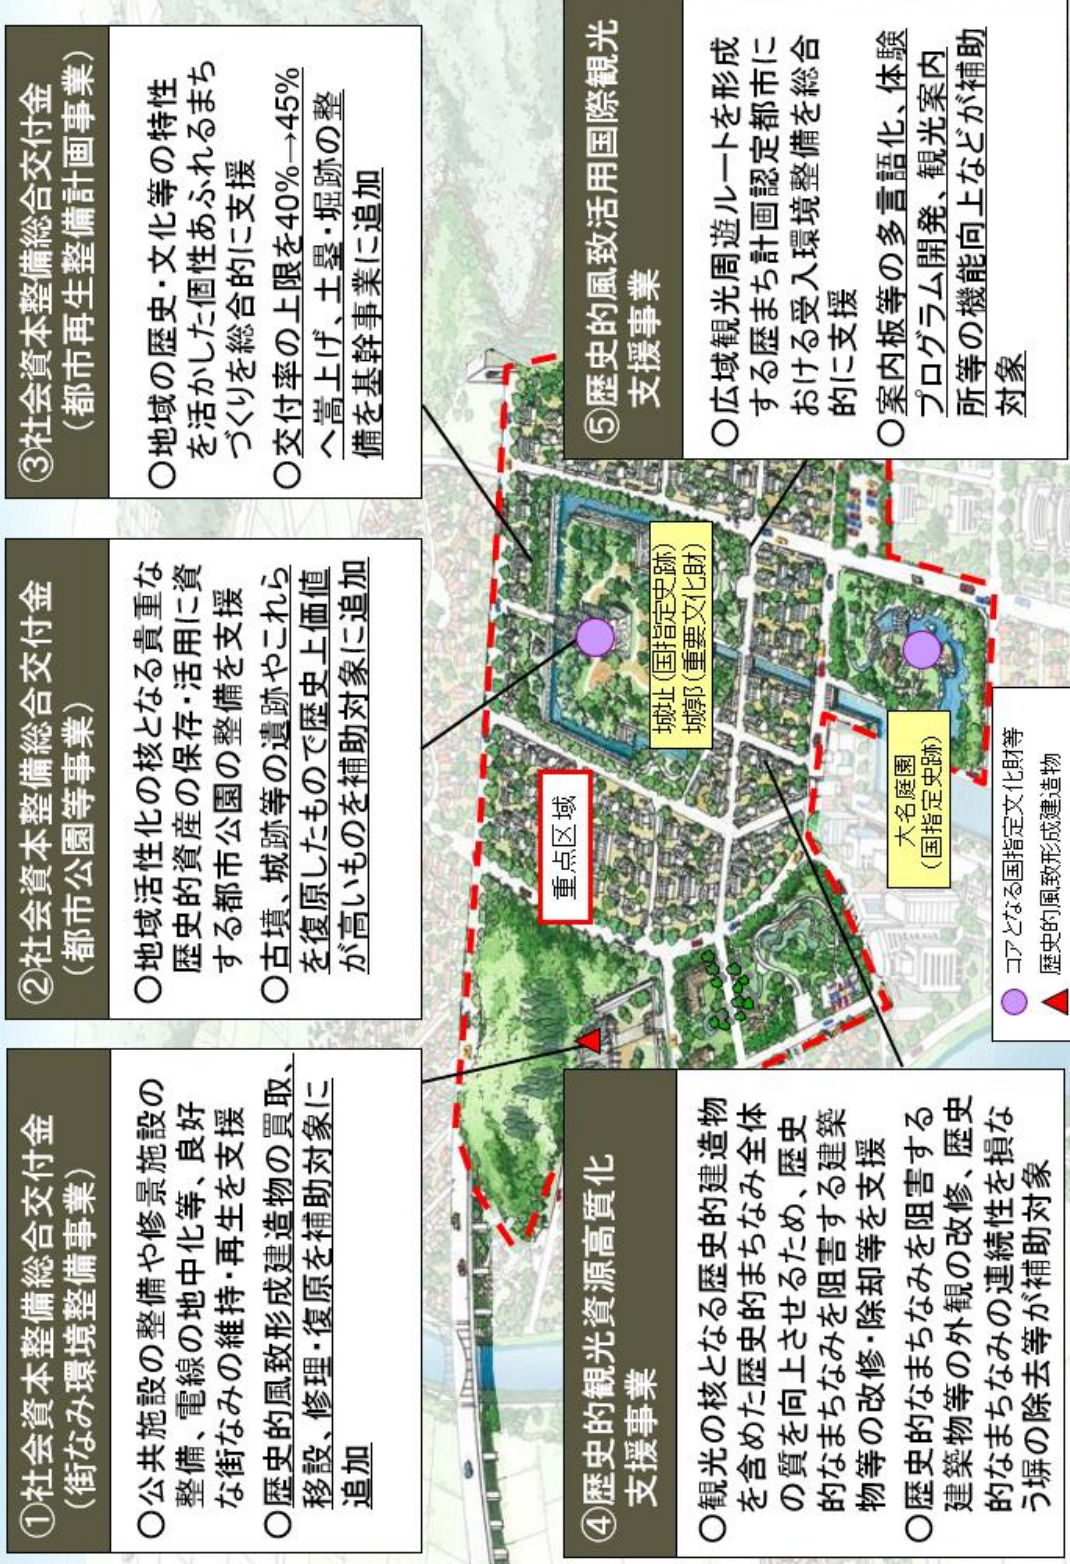 ①社会資本整備総合交付金
（街なみ環境整備事業）
○公共施設の整備や修景施設の
整備、電線の地中化等、良好
な街なみの維持・再生を支援
○歴史的風致形成建造物の買取、
移設、修理・復原を補助対象に
追加
②社会資本整備総合交付金
（都市公園等事業）
○地域活性化の核となる貴重な
歴史的資産の保存・活用に資
する都市公園の整備を支援
○古墳、城跡等の遺跡やこれら
を復原したもので歴史上価値
が高いものを補助対象に追加
③社会資本整備総合交付金
（都市再生整備計画事業）
○地域の歴史・文化等の特性
を活かした個性あふれるまち
づくりを総合的に支援
○交付率の上限を40％→45％
へ嵩上げ、土塁・堀跡の整
備を基幹事業に追加
重点区域
城址（国指定史跡）
城郭（重要文化財）
大名庭園
（国指定史跡）
④歴史的観光資源高質化
支援事業
○観光の核となる歴史的建造物
を含めた歴史的まちなみ全体
の質を向上させるため、歴史
的なまちなみを阻害する建築
物等の改修・除却等を支援
○歴史的なまちなみを阻害する
建築物等の外観の改修、歴史
的なまちなみの連続性を損な
う塀の除去等が補助対象
コアとなる国指定文化財等
歴史的風致形成建造物
⑤歴史的風致活用国際観光
支援事業
○広域観光周遊ルートを形成
する歴まち計画認定都市に
おける受入環境整備を総合
的に支援
○案内板等の多言語化、体験
プログラム開発、観光案内
所等の機能向上などが補助
対象